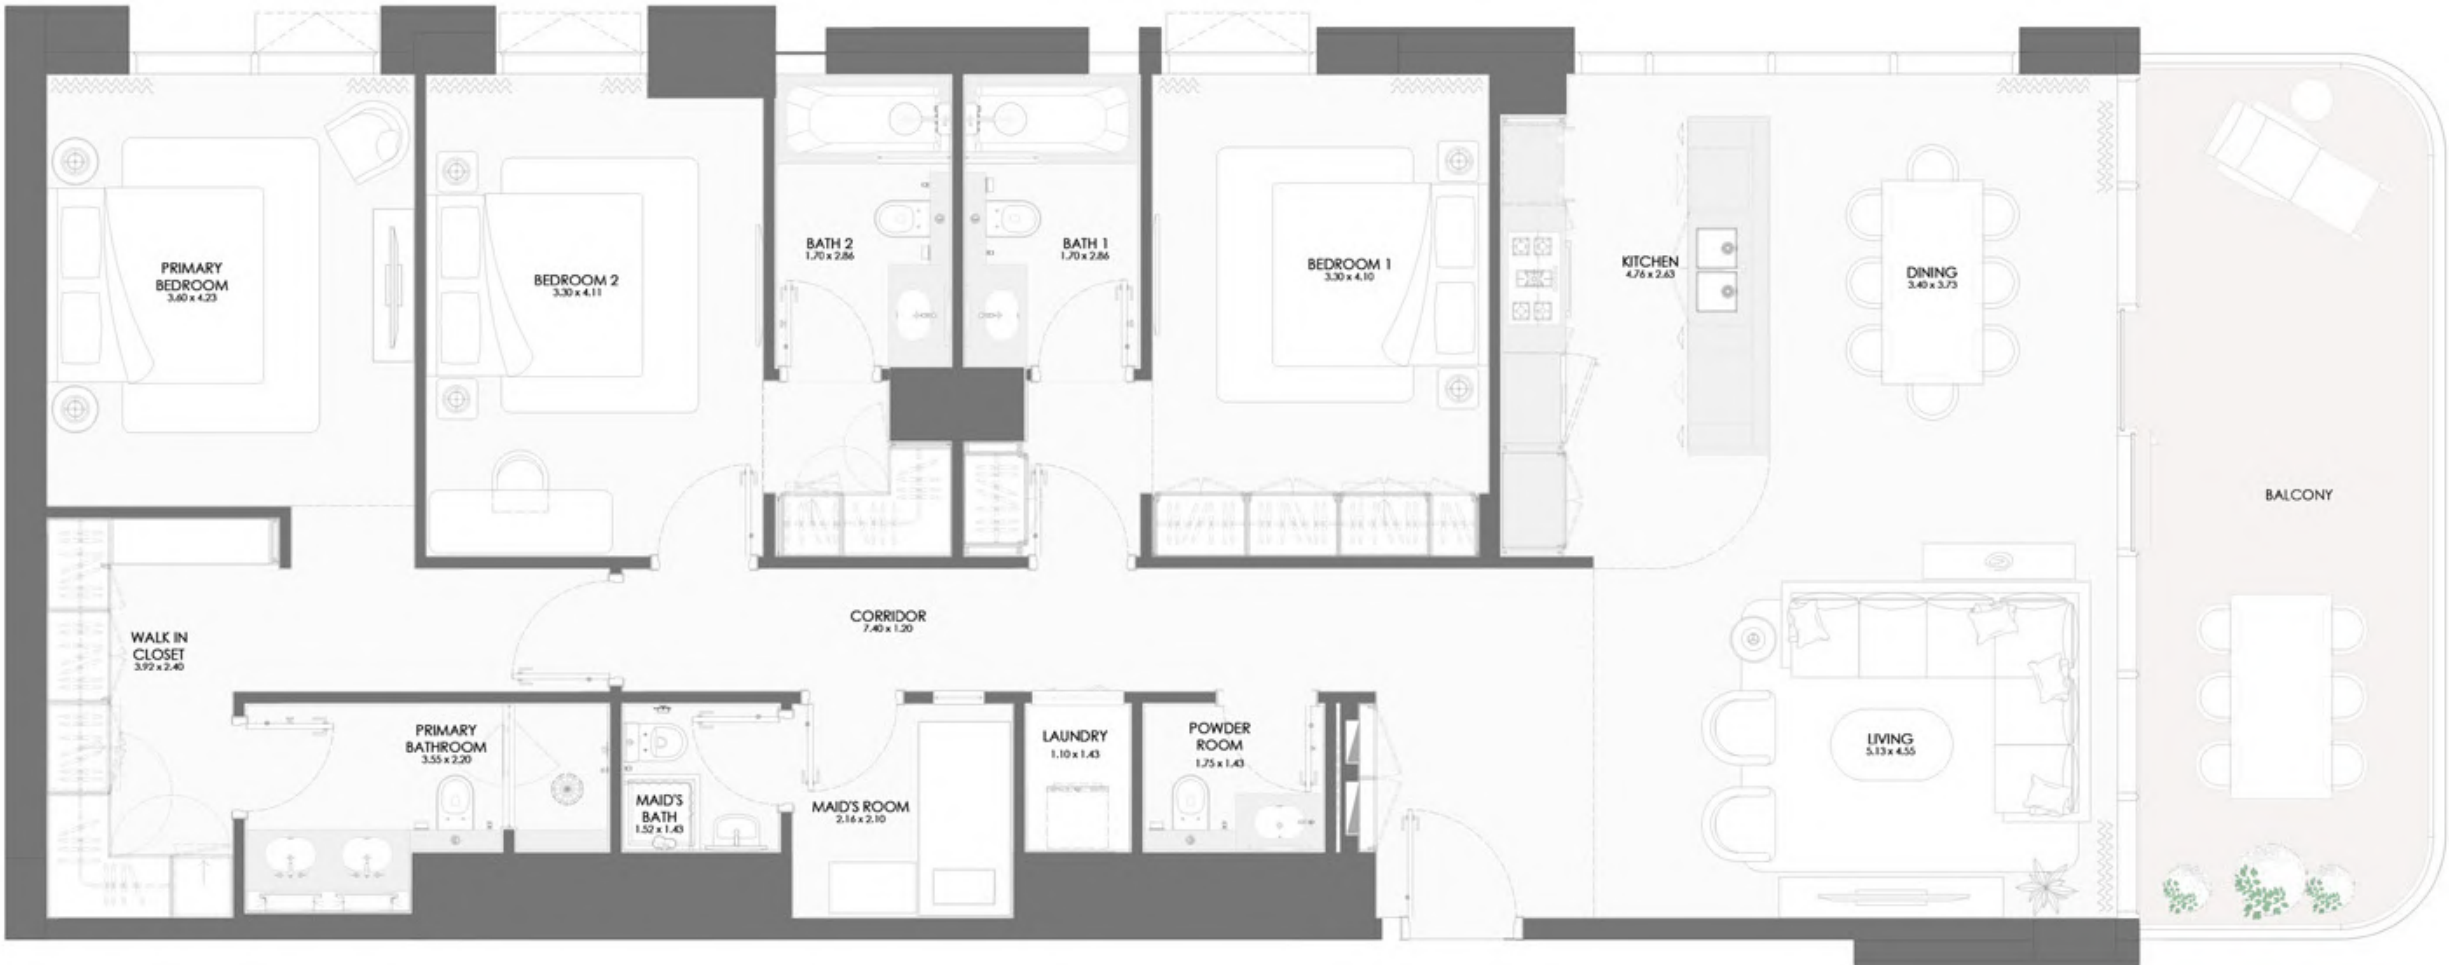 PRIMARY
BEDROOM
3.60 x 4.23
BEDROOM 2
3.30 x 4.11
BATH 2
1.70 x 2.86
BATH 1
1.70 x 2.86
BEDROOM 1
3.30 x 4.10
KITCHEN
4.76 x 2.63
DINING
3.40 x 3.73
BALCONY
WALK IN
CLOSET
3.92 x 2.40
CORRIDOR
7.40 x 1.20
PRIMARY
BATHROOM
3.55 x 2.20
MAID'S
BATH
1.52 x 1.43
MAID'S ROOM
2.16 x 2.10
LAUNDRY
1.10 x 1.43
POWDER
ROOM
1.75 x 1.43
LIVING
5.13 x 4.55